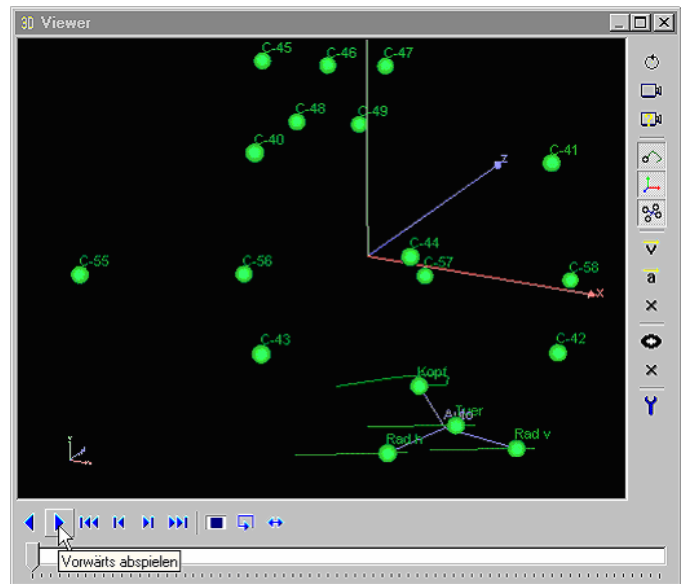 3D Viewer
C-45
C-46
C-47
C-48
C-49
C-40
C-41
z
C-44
C-55
C-56
C-57
C-58
X
C-43
C-42
Kopf
Auto
Tuer
Rad h
Rad v
v
a
Vorwärts abspielen